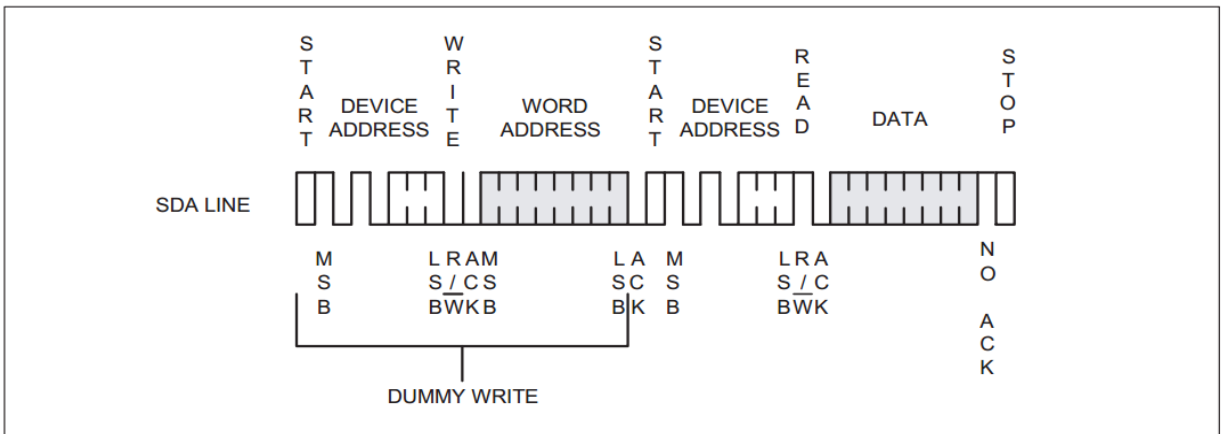 START
WRITE
START
READ
STOP
DEVICE
ADDRESS
WORD
ADDRESS
DEVICE
ADDRESS
DATA
SDA LINE
MSB
LSB
R/W
ACK
MSB
LSB
ACK
MSB
LSB
R/W
ACK
NO ACK
DUMMY WRITE